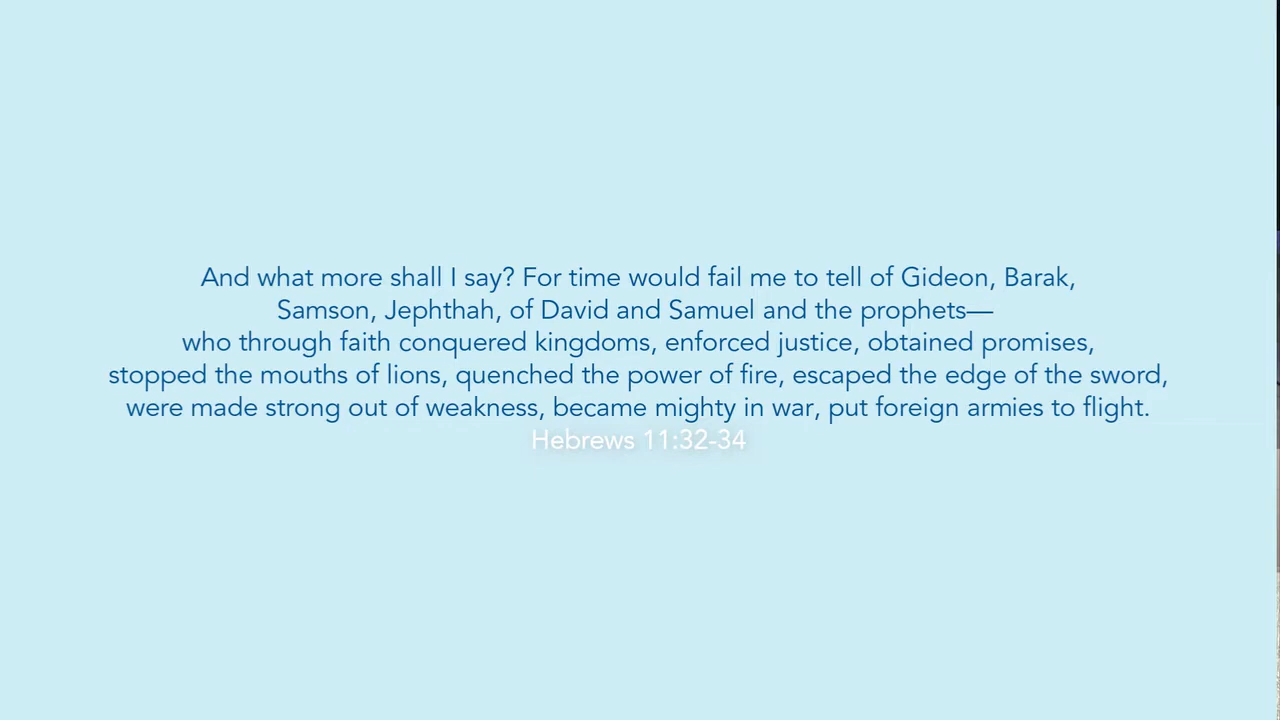 And what more shall I say? For time would fail me to tell of Gideon, Barak,
Samson, Jephthah, of David and Samuel and the prophets—
who through faith conquered kingdoms, enforced justice, obtained promises,
stopped the mouths of lions, quenched the power of fire, escaped the edge of the sword,
were made strong out of weakness, became mighty in war, put foreign armies to flight.
Hebrews 11:32-34